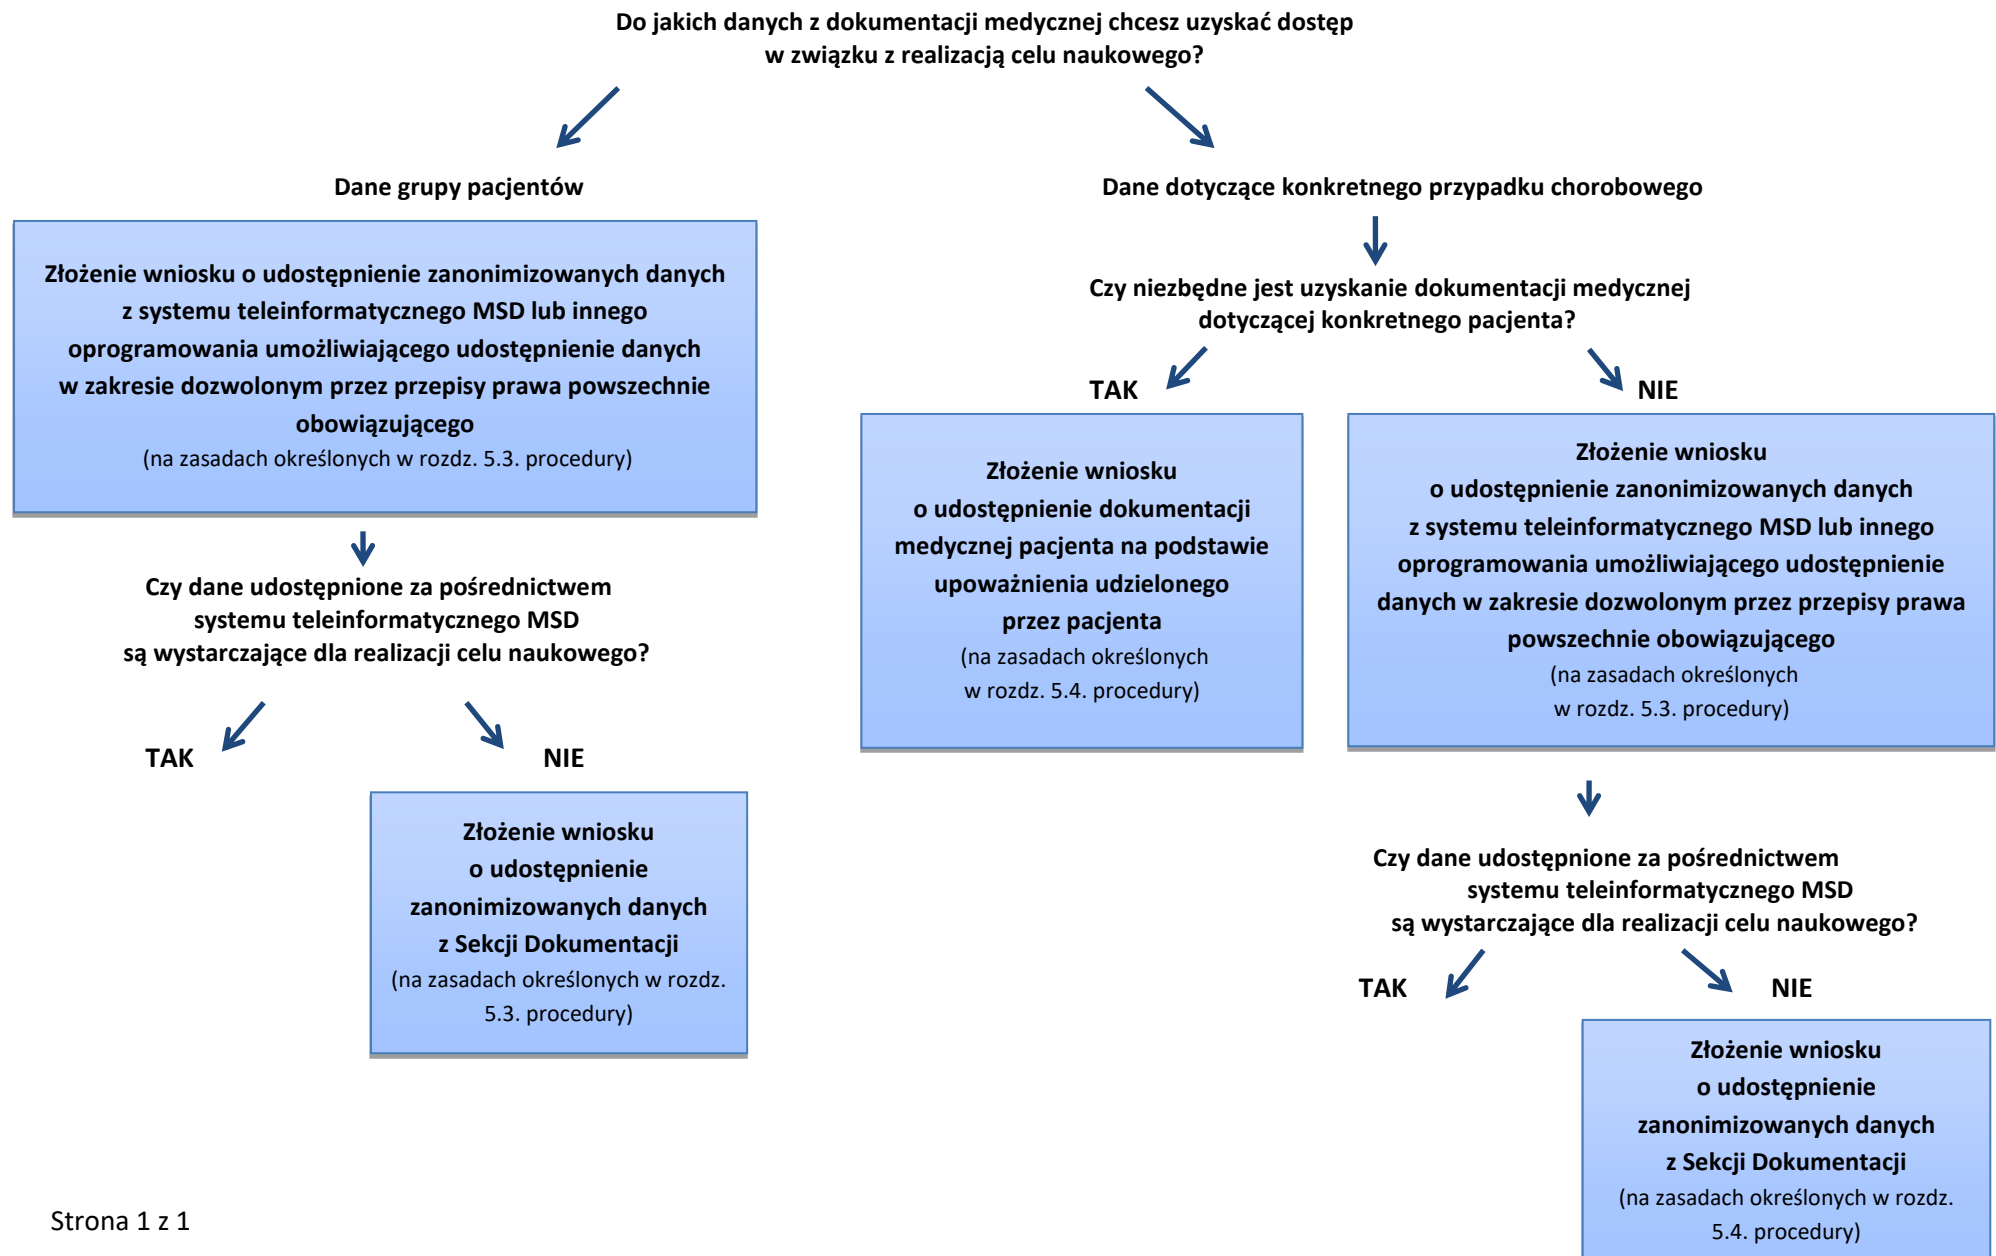 Do jakich danych z dokumentacji medycznej chcesz uzyskać dostęp
w związku z realizacją celu naukowego?
Dane grupy pacjentów
Złożenie wniosku o udostępnienie zanonimizowanych danych
z systemu teleinformatycznego MSD lub innego
oprogramowania umożliwiającego udostępnienie danych
w zakresie dozwolonym przez przepisy prawa powszechnie
obowiązującego
(na zasadach określonych w rozdz. 5.3. procedury)
Czy dane udostępnione za pośrednictwem
systemu teleinformatycznego MSD
są wystarczające dla realizacji celu naukowego?
TAK
NIE
Złożenie wniosku
o udostępnienie
zanonimizowanych danych
z Sekcji Dokumentacji
(na zasadach określonych w rozdz.
5.3. procedury)
Dane dotyczące konkretnego przypadku chorobowego
Czy niezbędne jest uzyskanie dokumentacji medycznej
dotyczącej konkretnego pacjenta?
TAK
NIE
Złożenie wniosku
o udostępnienie dokumentacji
medycznej pacjenta na podstawie
upoważnienia udzielonego
przez pacjenta
(na zasadach określonych
w rozdz. 5.4. procedury)
Złożenie wniosku
o udostępnienie zanonimizowanych danych
z systemu teleinformatycznego MSD lub innego
oprogramowania umożliwiającego udostępnienie
danych w zakresie dozwolonym przez przepisy prawa
powszechnie obowiązującego
(na zasadach określonych
w rozdz. 5.3. procedury)
Czy dane udostępnione za pośrednictwem
systemu teleinformatycznego MSD
są wystarczające dla realizacji celu naukowego?
TAK
NIE
Złożenie wniosku
o udostępnienie
zanonimizowanych danych
z Sekcji Dokumentacji
(na zasadach określonych w rozdz.
5.4. procedury)
Strona 1 z 1